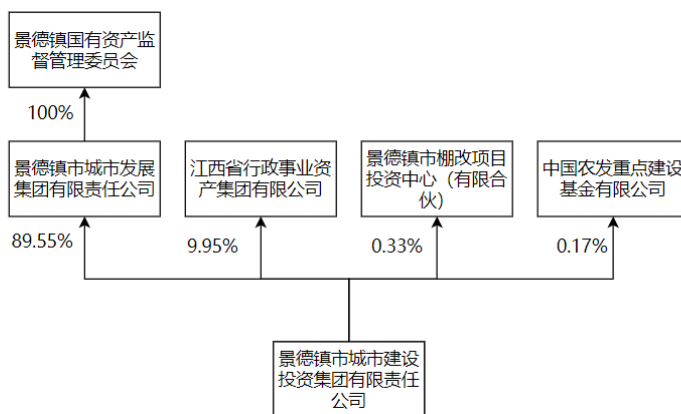 景德镇国有资产监
督管理委员会
100%
景德镇市城市发展
集团有限责任公司
江西省行政事业资
产集团有限公司
景德镇市棚改项目
投资中心（有限合
伙）
中国农发重点建设
基金有限公司
89.55%
9.95%
0.33%
0.17%
景德镇市城市建设
投资集团有限责任
公司